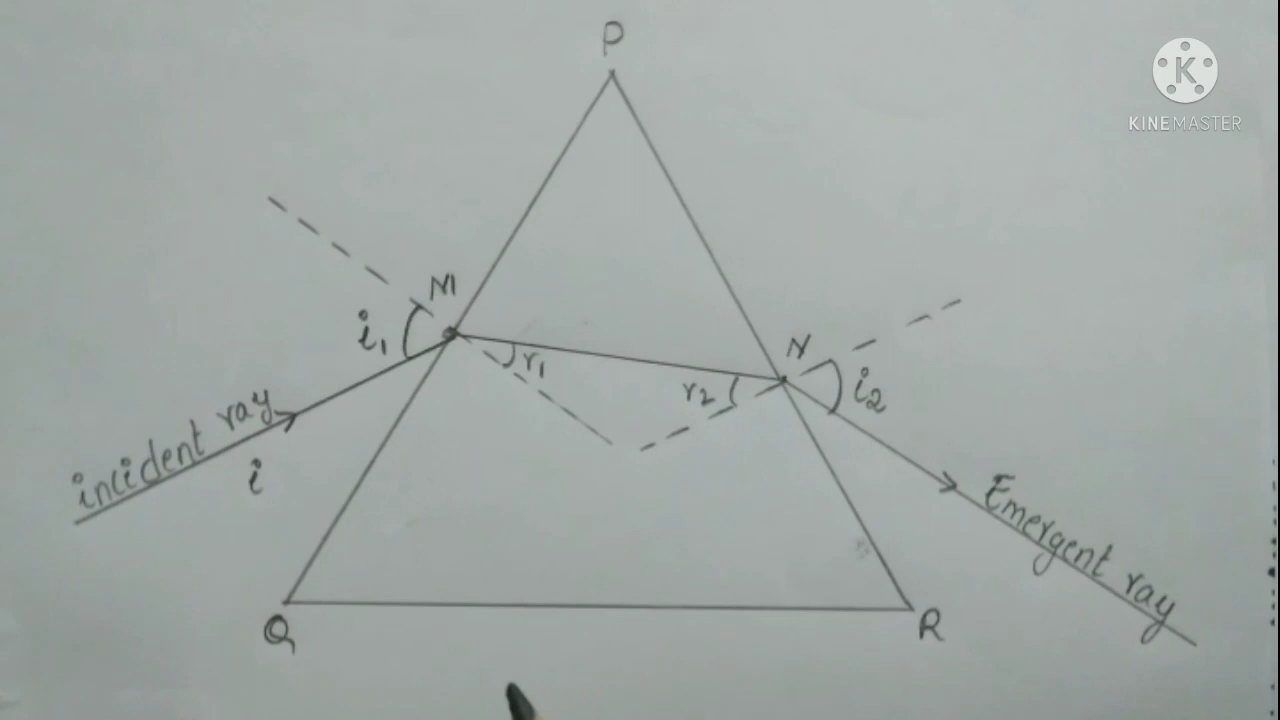 P
K
KINEMASTER
M
i1
r1
N
r2
i2
incident ray
i
Emergent ray
Q
R